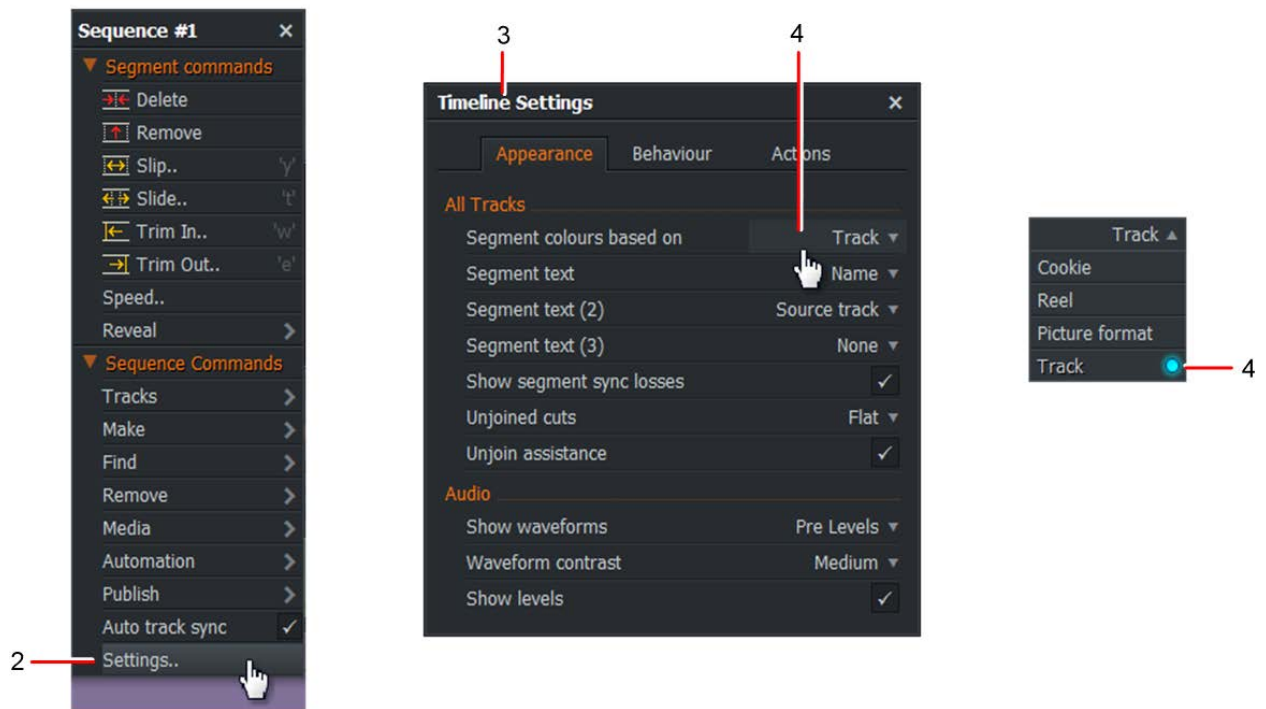 Sequence #1 ×
Segment commands
Delete
Remove
Slip.. 'y'
Slide.. 't'
Trim In.. 'w'
Trim Out.. 'e'
Speed..
Reveal
Sequence Commands
Tracks
Make
Find
Remove
Media
Automation
Publish
Auto track sync ✓
2
Settings..
3
4
Timeline Settings ×
Appearance Behaviour Actions
All Tracks
Segment colours based on Track
Segment text Name
Segment text (2) Source track
Segment text (3) None
Show segment sync losses ✓
Unjoined cuts Flat
Unjoin assistance ✓
Audio
Show waveforms Pre Levels
Waveform contrast Medium
Show levels ✓
Track
Cookie
Reel
Picture format
Track 4